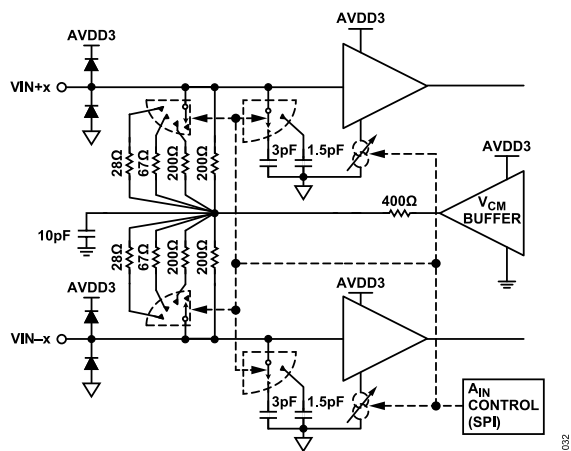 AVDD3
AVDD3
VIN+x
28Ω
67Ω
200Ω
200Ω
3pF
1.5pF
AVDD3
400Ω
VCM
BUFFER
10pF
28Ω
67Ω
200Ω
200Ω
AVDD3
AVDD3
VIN–x
3pF
1.5pF
AIN
CONTROL
(SPI)
032